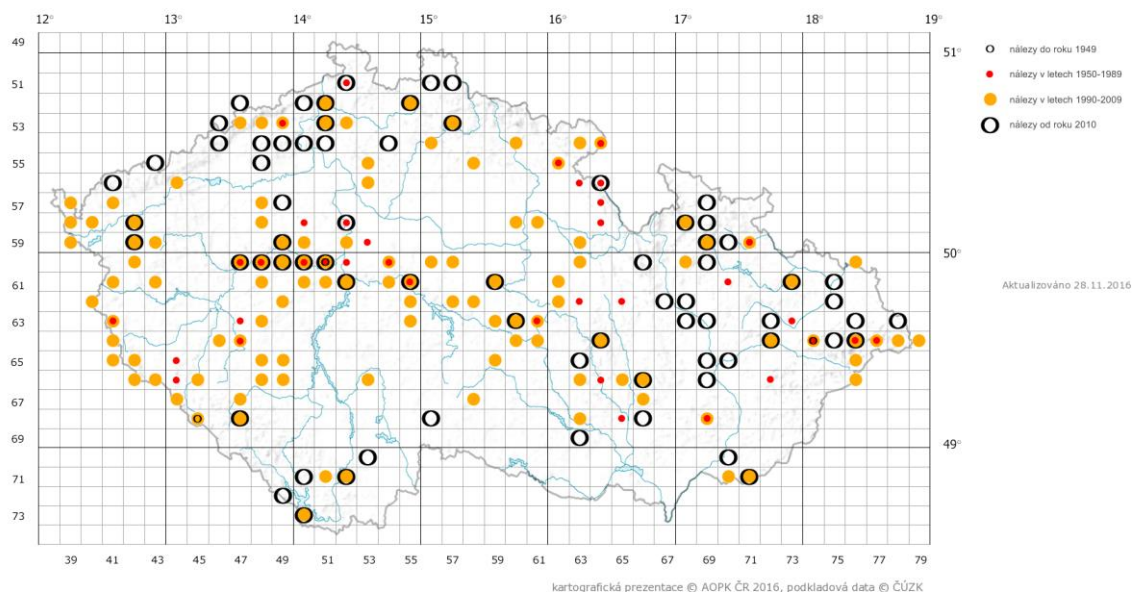 12° 13° 14° 15° 16° 17° 18° 19°
49
51°
51
53
55
57
59
50°
61
63
65
67
69
49°
71
73
39 41 43 45 47 49 51 53 55 57 59 61 63 65 67 69 71 73 75 77 79
nálezy do roku 1949
nálezy v letech 1950-1989
nálezy v letech 1990-2009
nálezy od roku 2010
Aktualizováno 28.11.2016
kartografická prezentace © AOPK ČR 2016, podkladová data © ČÚZK